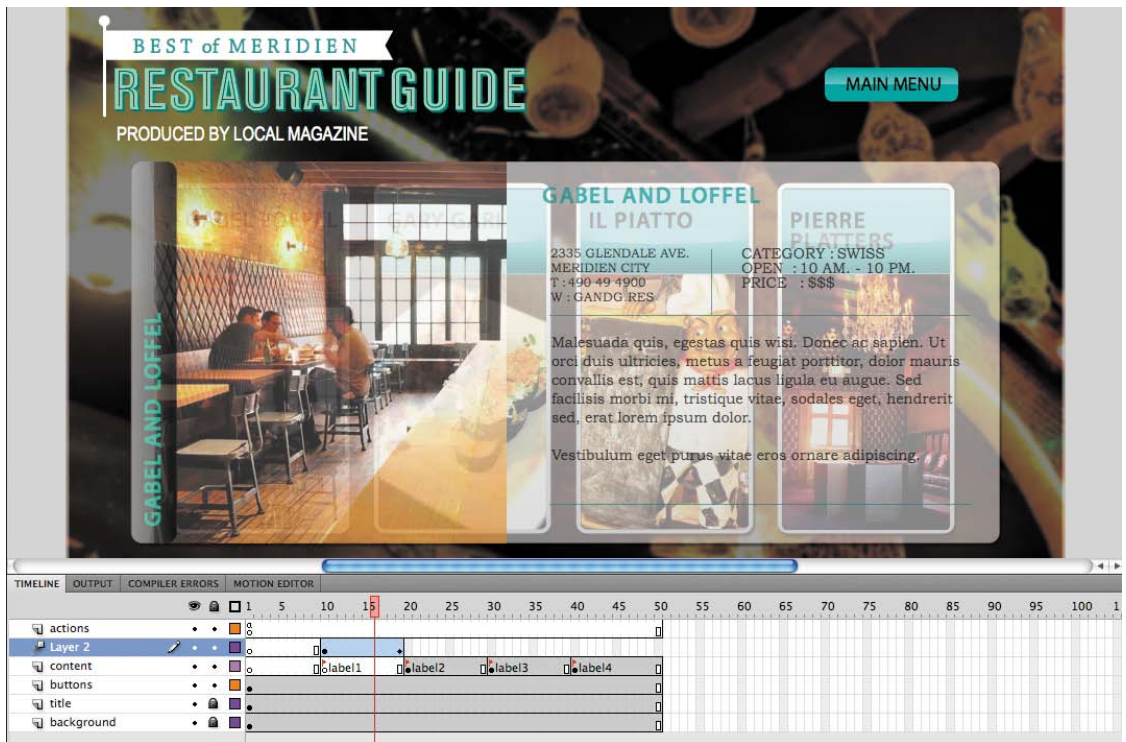 BEST of MERIDIEN
RESTAURANT GUIDE
PRODUCED BY LOCAL MAGAZINE
MAIN MENU
GABEL AND LOFFEL
GABEL AND LOFFEL
IL PIATTO
PIERRE
PLATTERS
2335 GLENDALE AVE.
MERIDIEN CITY
T : 490 49 4900
W : GANDG RES
CATEGORY : SWISS
OPEN : 10 AM. - 10 PM.
PRICE : $$$
Malesuada quis, egestas quis wisi. Donec ac sapien. Ut
orci duis ultricies, metus a feugiat porttitor, dolor mauris
convallis est, quis mattis lacus ligula eu augue. Sed
facilisis morbi mi, tristique vitae, sodales eget, hendrerit
sed, erat lorem ipsum dolor.
Vestibulum eget purus vitae eros ornare adipiscing.
TIMELINE OUTPUT COMPILER ERRORS MOTION EDITOR
1 5 10 15 20 25 30 35 40 45 50 55 60 65 70 75 80 85 90 95 100 1
actions
a
Layer 2
content label1 label2 label3 label4
buttons
title
background